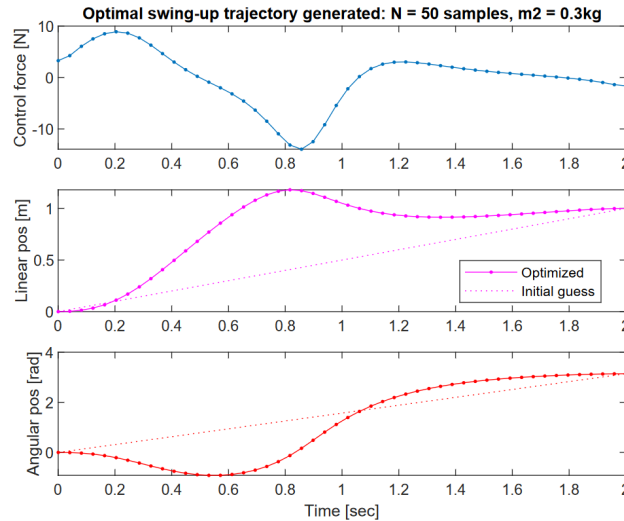 Optimal swing-up trajectory generated: N = 50 samples, m2 = 0.3kg
Control force [N]
10
0
-10
0 0.2 0.4 0.6 0.8 1 1.2 1.4 1.6 1.8 2
Linear pos [m]
1
0.5
0
Optimized
Initial guess
0 0.2 0.4 0.6 0.8 1 1.2 1.4 1.6 1.8 2
Angular pos [rad]
4
2
0
0 0.2 0.4 0.6 0.8 1 1.2 1.4 1.6 1.8 2
Time [sec]